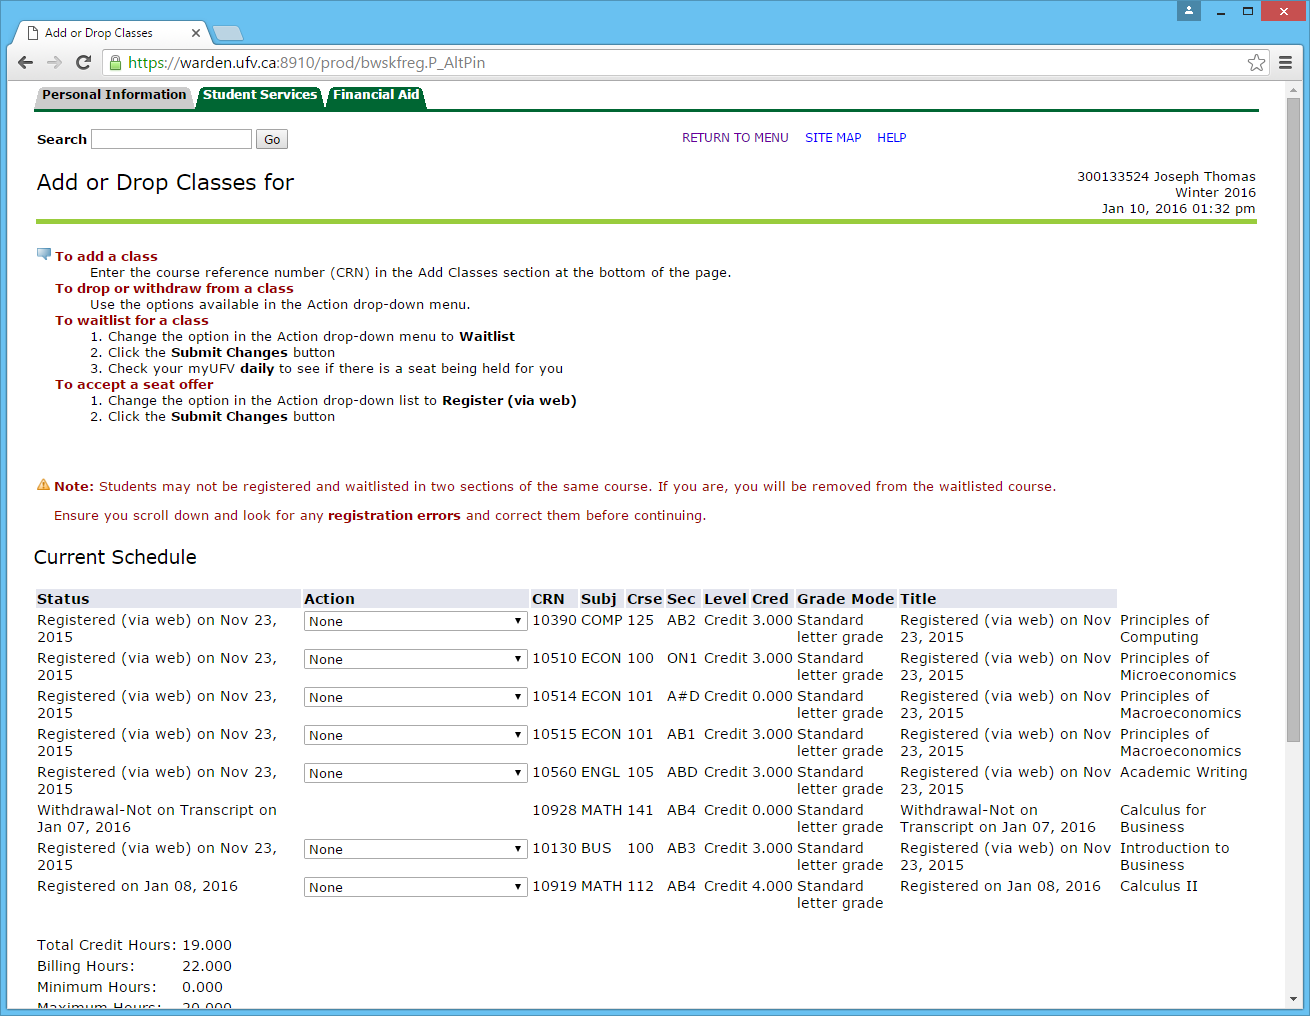 Add or Drop Classes
https://warden.ufv.ca:8910/prod/bwskfreg.P_AltPin
Personal Information Student Services Financial Aid
Search Go RETURN TO MENU SITE MAP HELP
Add or Drop Classes for
300133524 Joseph Thomas
Winter 2016
Jan 10, 2016 01:32 pm
To add a class
Enter the course reference number (CRN) in the Add Classes section at the bottom of the page.
To drop or withdraw from a class
Use the options available in the Action drop-down menu.
To waitlist for a class
1. Change the option in the Action drop-down menu to Waitlist
2. Click the Submit Changes button
3. Check your myUFV daily to see if there is a seat being held for you
To accept a seat offer
1. Change the option in the Action drop-down list to Register (via web)
2. Click the Submit Changes button
Note: Students may not be registered and waitlisted in two sections of the same course. If you are, you will be removed from the waitlisted course.
Ensure you scroll down and look for any registration errors and correct them before continuing.
Current Schedule
Status Action CRN Subj Crse Sec Level Cred Grade Mode Title
Registered (via web) on Nov 23, None 10390 COMP 125 AB2 Credit 3.000 Standard Registered (via web) on Nov Principles of
2015 letter grade 23, 2015 Computing
Registered (via web) on Nov 23, None 10510 ECON 100 ON1 Credit 3.000 Standard Registered (via web) on Nov Principles of
2015 letter grade 23, 2015 Microeconomics
Registered (via web) on Nov 23, None 10514 ECON 101 A#D Credit 0.000 Standard Registered (via web) on Nov Principles of
2015 letter grade 23, 2015 Macroeconomics
Registered (via web) on Nov 23, None 10515 ECON 101 AB1 Credit 3.000 Standard Registered (via web) on Nov Principles of
2015 letter grade 23, 2015 Macroeconomics
Registered (via web) on Nov 23, None 10560 ENGL 105 ABD Credit 3.000 Standard Registered (via web) on Nov Academic Writing
2015 letter grade 23, 2015
Withdrawal-Not on Transcript on 10928 MATH 141 AB4 Credit 0.000 Standard Withdrawal-Not on Calculus for
Jan 07, 2016 letter grade Transcript on Jan 07, 2016 Business
Registered (via web) on Nov 23, None 10130 BUS 100 AB3 Credit 3.000 Standard Registered (via web) on Nov Introduction to
2015 letter grade 23, 2015 Business
Registered on Jan 08, 2016 None 10919 MATH 112 AB4 Credit 4.000 Standard Registered on Jan 08, 2016 Calculus II
letter grade
Total Credit Hours: 19.000
Billing Hours: 22.000
Minimum Hours: 0.000
Maximum Hours: 20.000